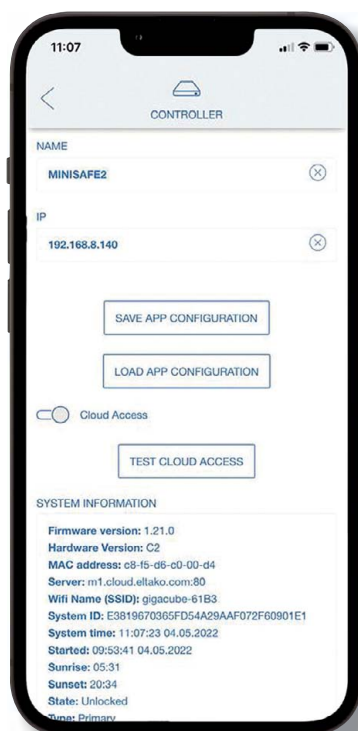 11:07
CONTROLLER
NAME
MINISAFE2
IP
192.168.8.140
SAVE APP CONFIGURATION
LOAD APP CONFIGURATION
Cloud Access
TEST CLOUD ACCESS
SYSTEM INFORMATION
Firmware version: 1.21.0
Hardware Version: C2
MAC address: c8-f5-d6-c0-00-d4
Server: m1.cloud.eltako.com:80
Wifi Name (SSID): gigacube-61B3
System ID: E3819670365FD54A29AAF072F60901E1
System time: 11:07:23 04.05.2022
Started: 09:53:41 04.05.2022
Sunrise: 05:31
Sunset: 20:34
State: Unlocked
Type: Primary